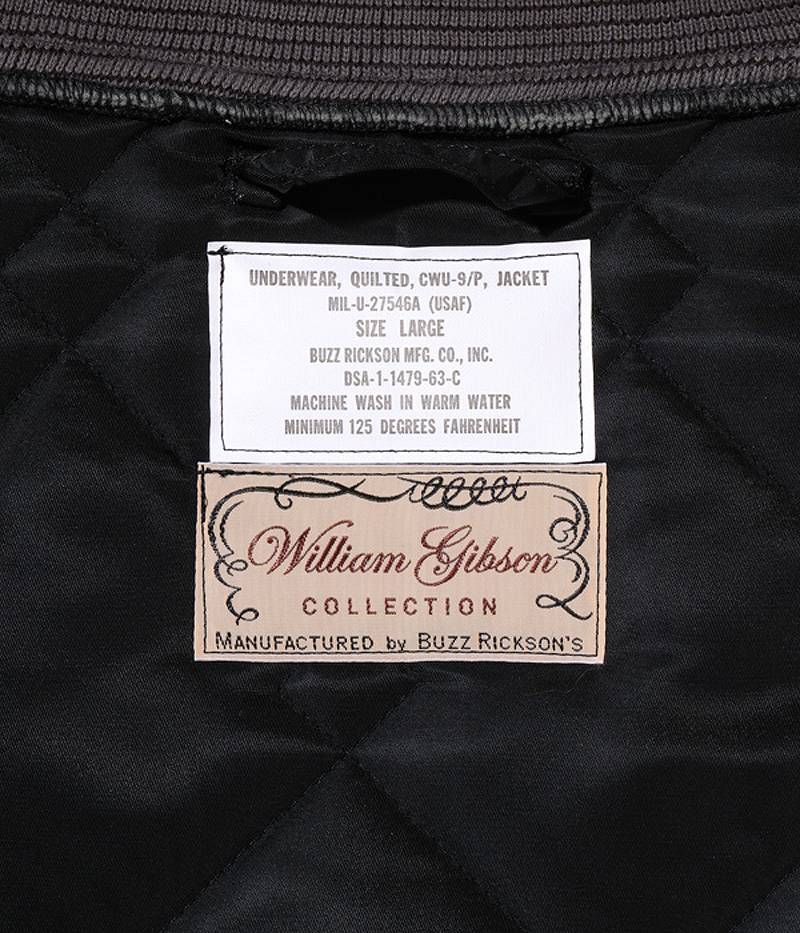 UNDERWEAR, QUILTED, CWU-9/P, JACKET
MIL-U-27546A (USAF)
SIZE LARGE
BUZZ RICKSON MFG. CO., INC.
DSA-1-1479-63-C
MACHINE WASH IN WARM WATER
MINIMUM 125 DEGREES FAHRENHEIT
William Gibson
COLLECTION
MANUFACTURED by BUZZ RICKSON'S